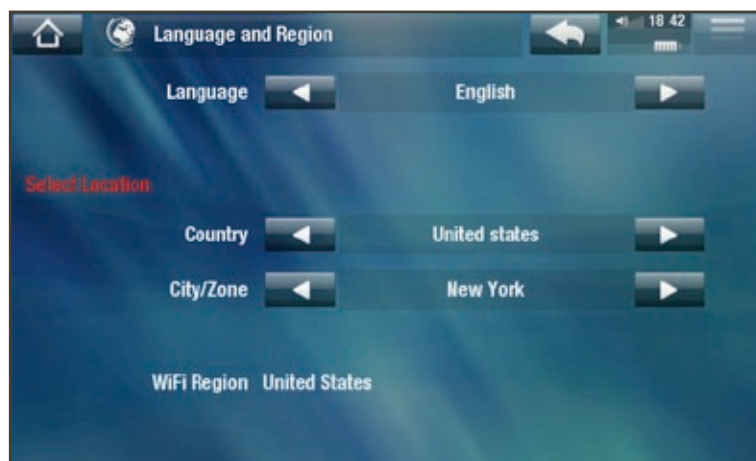 Language and Region
18 42
Language English
Select Location
Country United states
City/Zone New York
WiFi Region United States